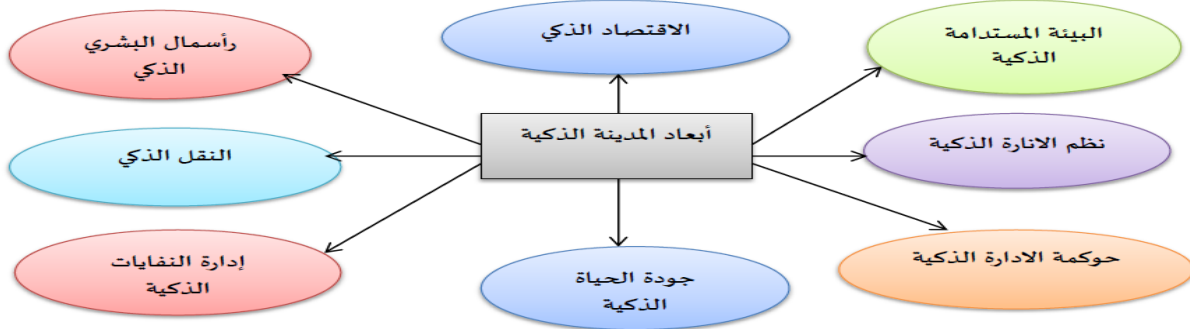 البيئة المستدامة
الذكية
الاقتصاد الذكي
رأسمال البشري
الذكي
أبعاد المدينة الذكية
نظم الانارة الذكية
النقل الذكي
حوكمة الادارة الذكية
جودة الحياة
الذكية
إدارة النفايات
الذكية